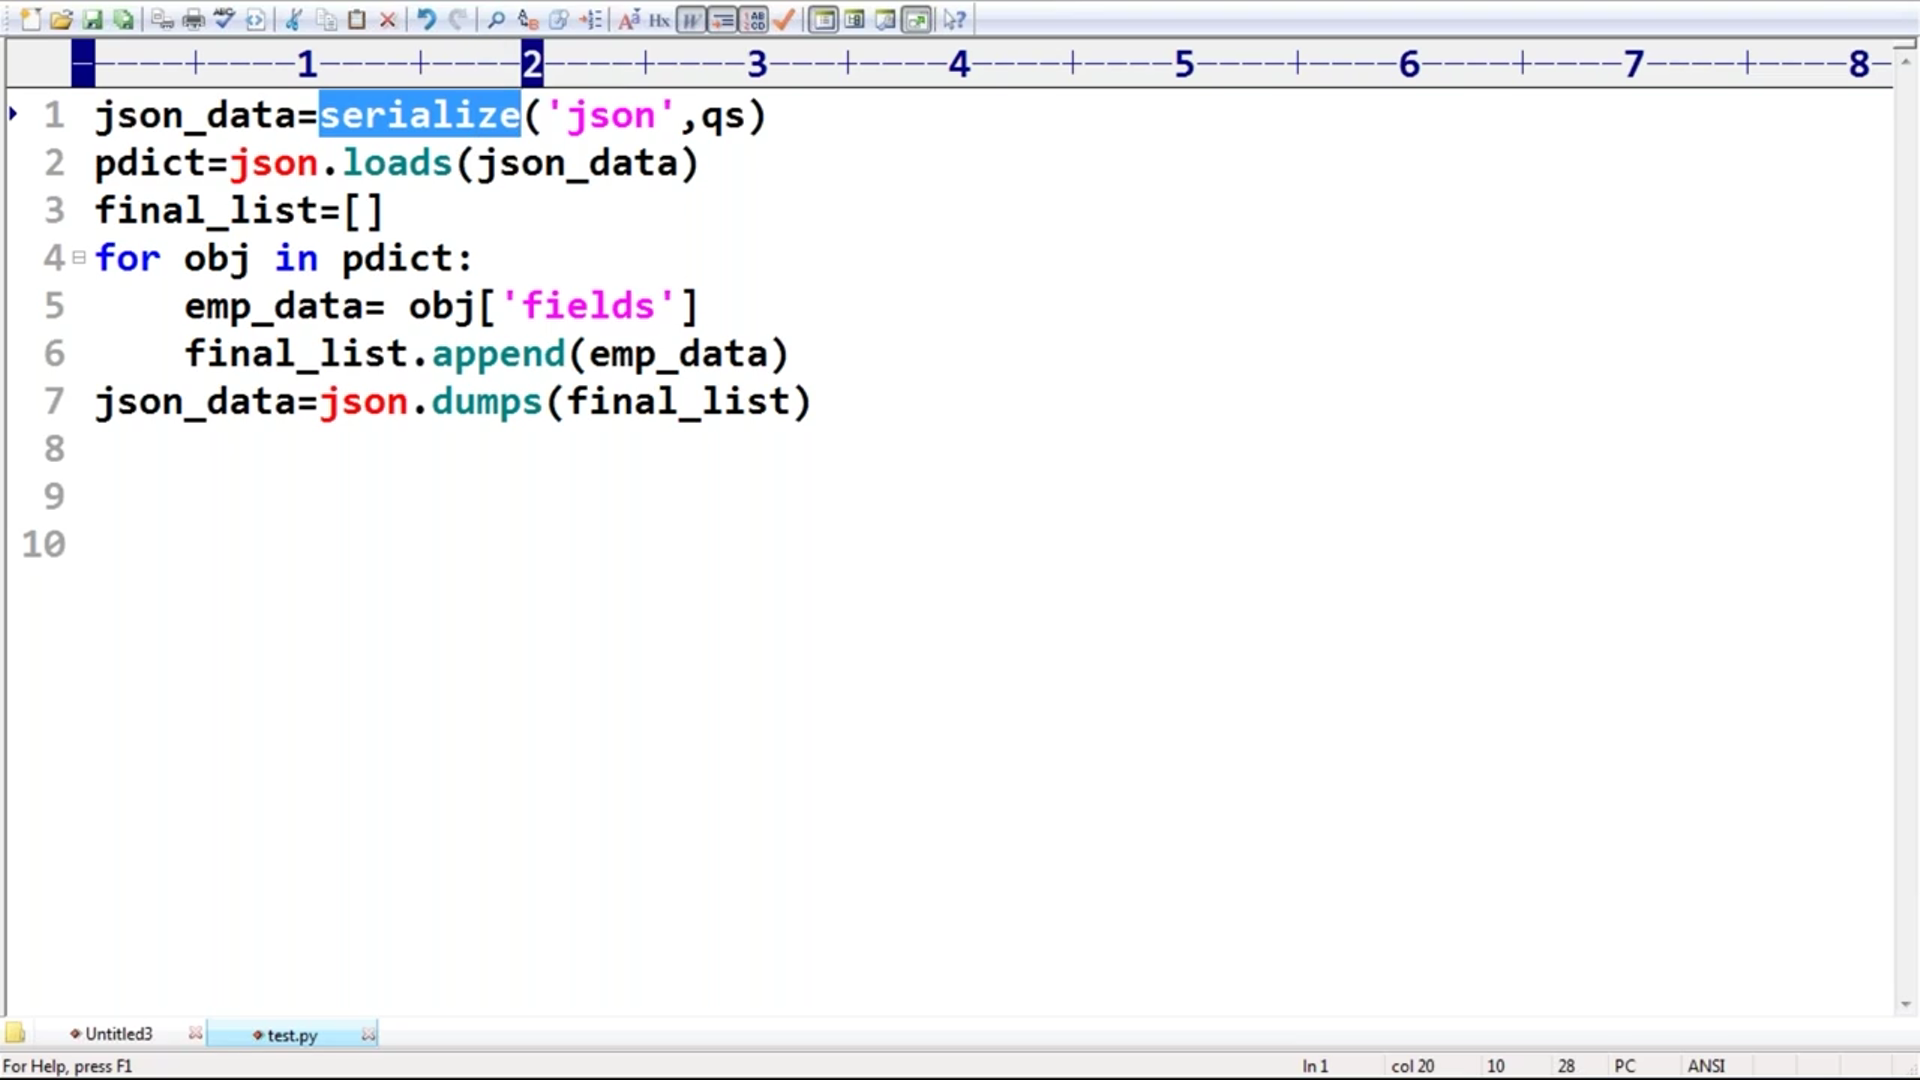 Hx W
1 2 3 4 5 6 7 8
1 json_data=serialize('json',qs)
2 pdict=json.loads(json_data)
3 final_list=[]
4 for obj in pdict:
5     emp_data= obj['fields']
6     final_list.append(emp_data)
7 json_data=json.dumps(final_list)
8
9
10
Untitled3 test.py
For Help, press F1 ln 1 col 20 10 28 PC ANSI